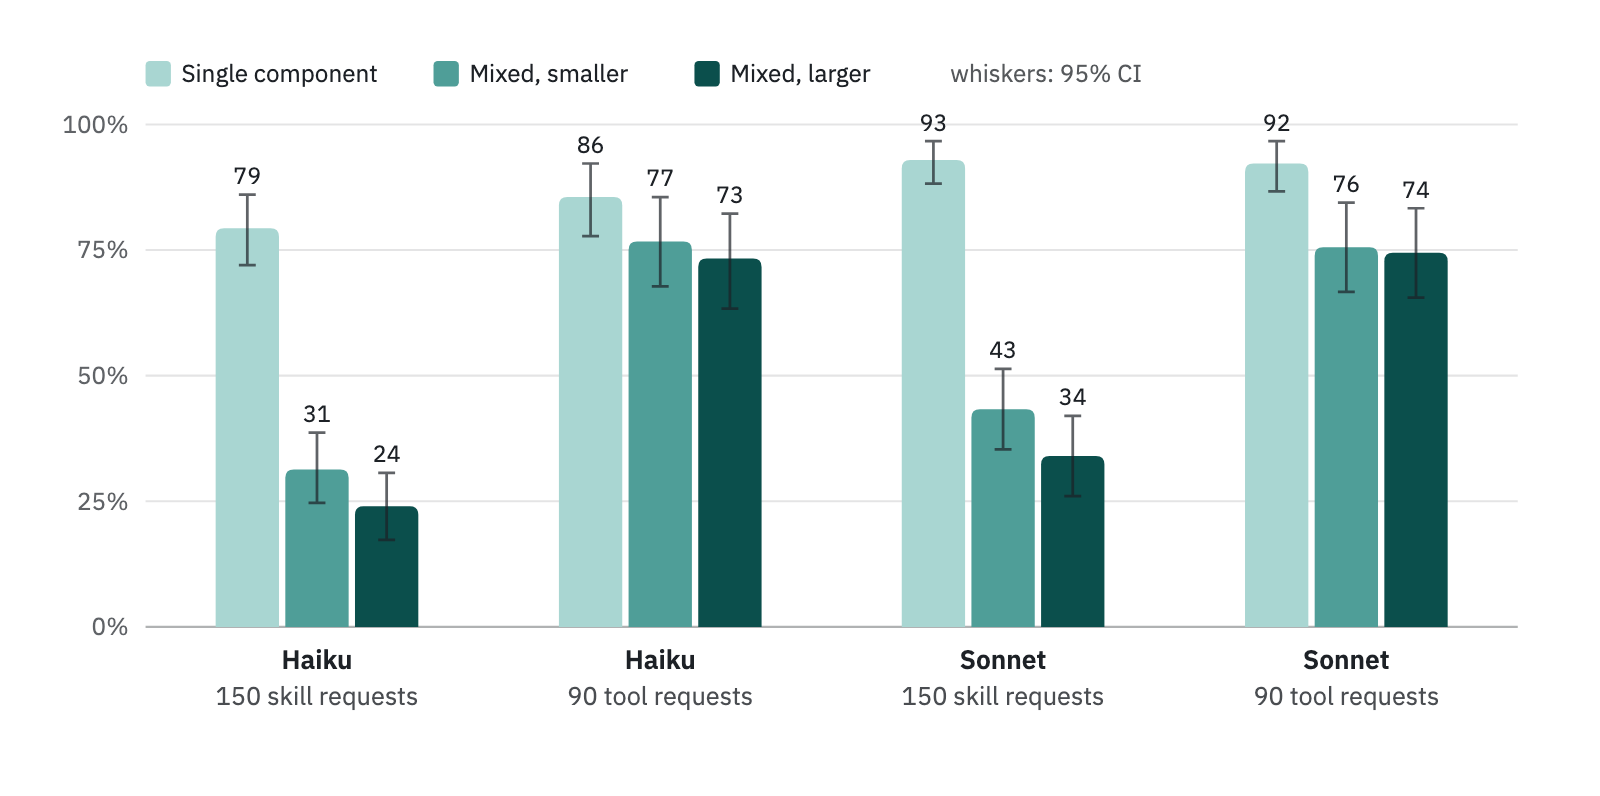 Single component Mixed, smaller Mixed, larger whiskers: 95% CI
100%
75%
50%
25%
0%
79 31 24
86 77 73
93 43 34
92 76 74
Haiku Haiku Sonnet Sonnet
150 skill requests 90 tool requests 150 skill requests 90 tool requests